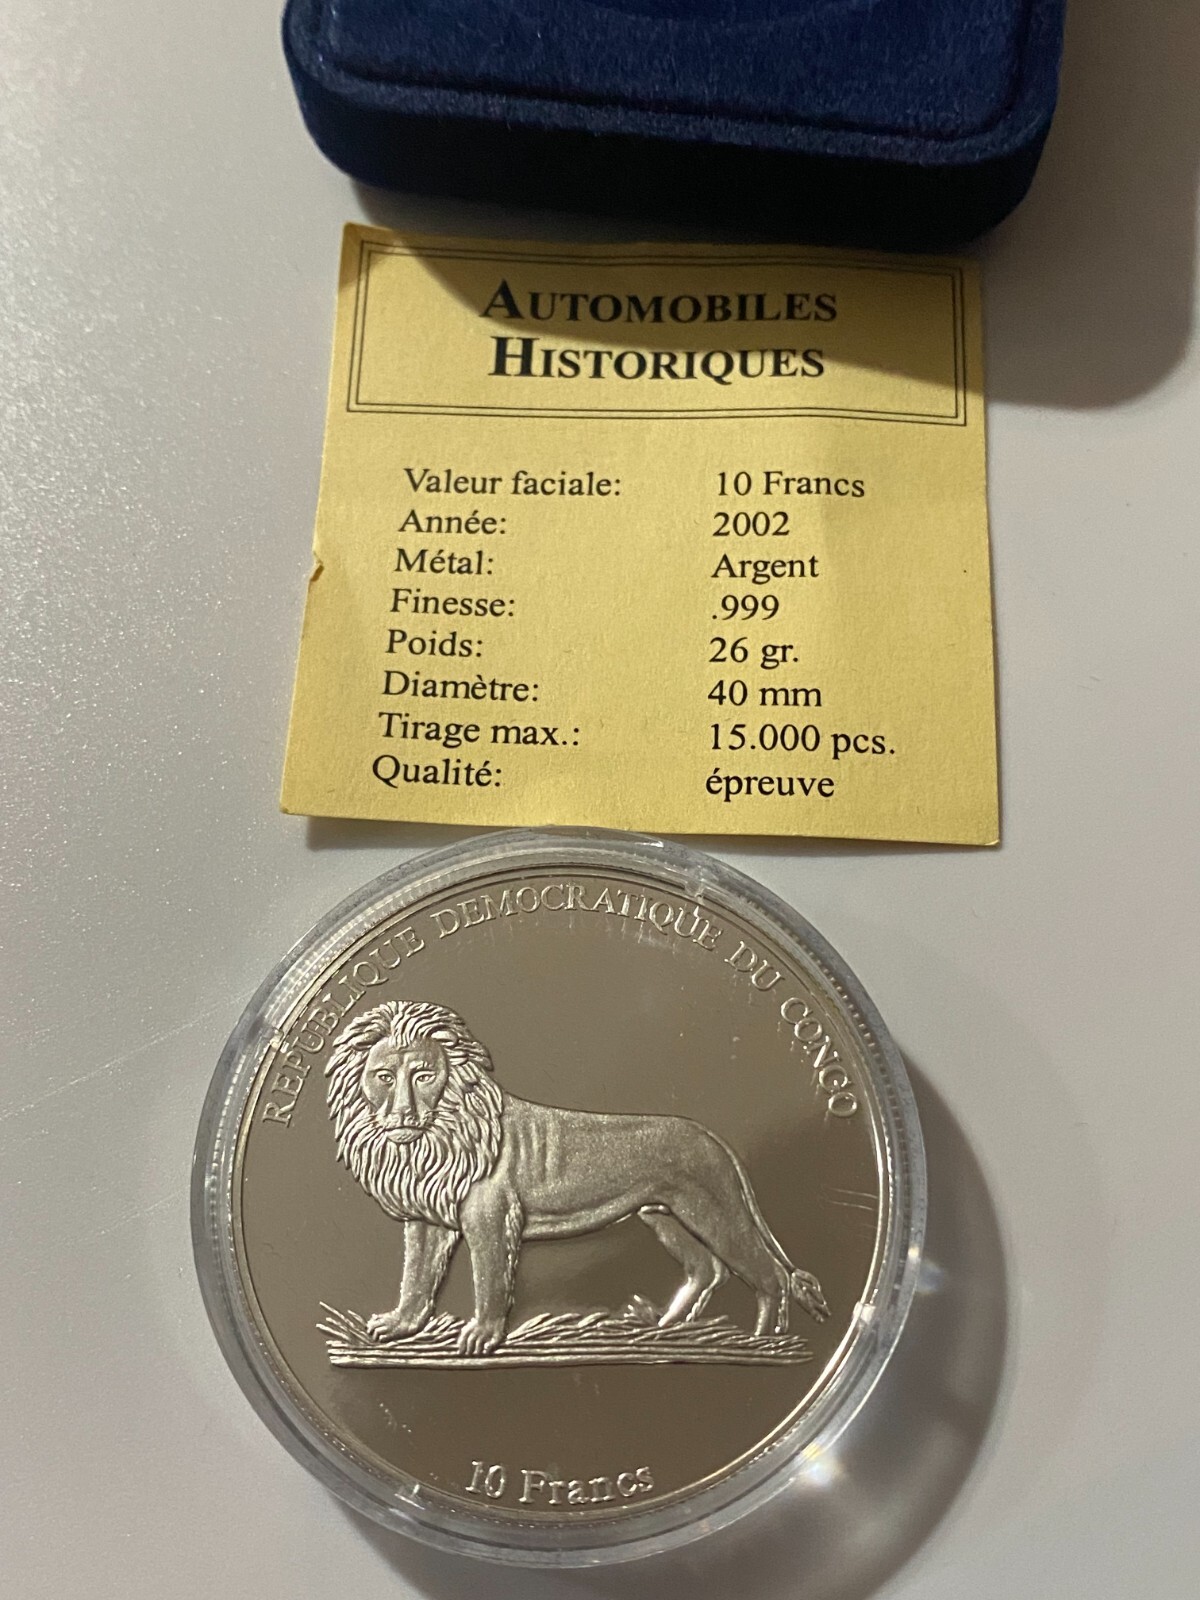 AUTOMOBILES
HISTORIQUES
Valeur faciale: 10 Francs
Année: 2002
Métal: Argent
Finesse: .999
Poids: 26 gr.
Diamètre: 40 mm
Tirage max.: 15.000 pcs.
Qualité: épreuve
REPUBLIQUE DEMOCRATIQUE DU CONGO
10 Francs